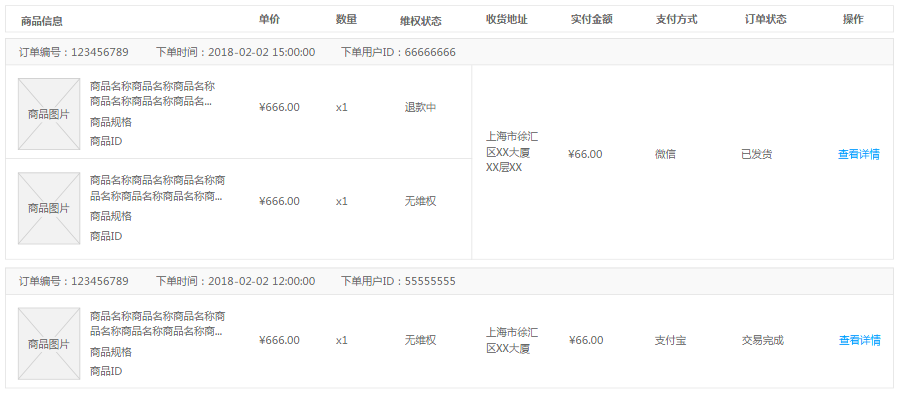 商品信息 单价 数量 维权状态 收货地址 实付金额 支付方式 订单状态 操作
订单编号：123456789 下单时间：2018-02-02 15:00:00 下单用户ID：66666666
商品图片
商品名称商品名称商品名称
商品名称商品名称商品名...
商品规格
商品ID
¥666.00 x1 退款中
商品图片
商品名称商品名称商品名称商
品名称商品名称商品名称商...
商品规格
商品ID
¥666.00 x1 无维权
上海市徐汇
区XX大厦
XX层XX
¥66.00 微信 已发货 查看详情
订单编号：123456789 下单时间：2018-02-02 12:00:00 下单用户ID：55555555
商品图片
商品名称商品名称商品名称商
品名称商品名称商品名称商...
商品规格
商品ID
¥666.00 x1 无维权
上海市徐汇
区XX大厦
¥66.00 支付宝 交易完成 查看详情